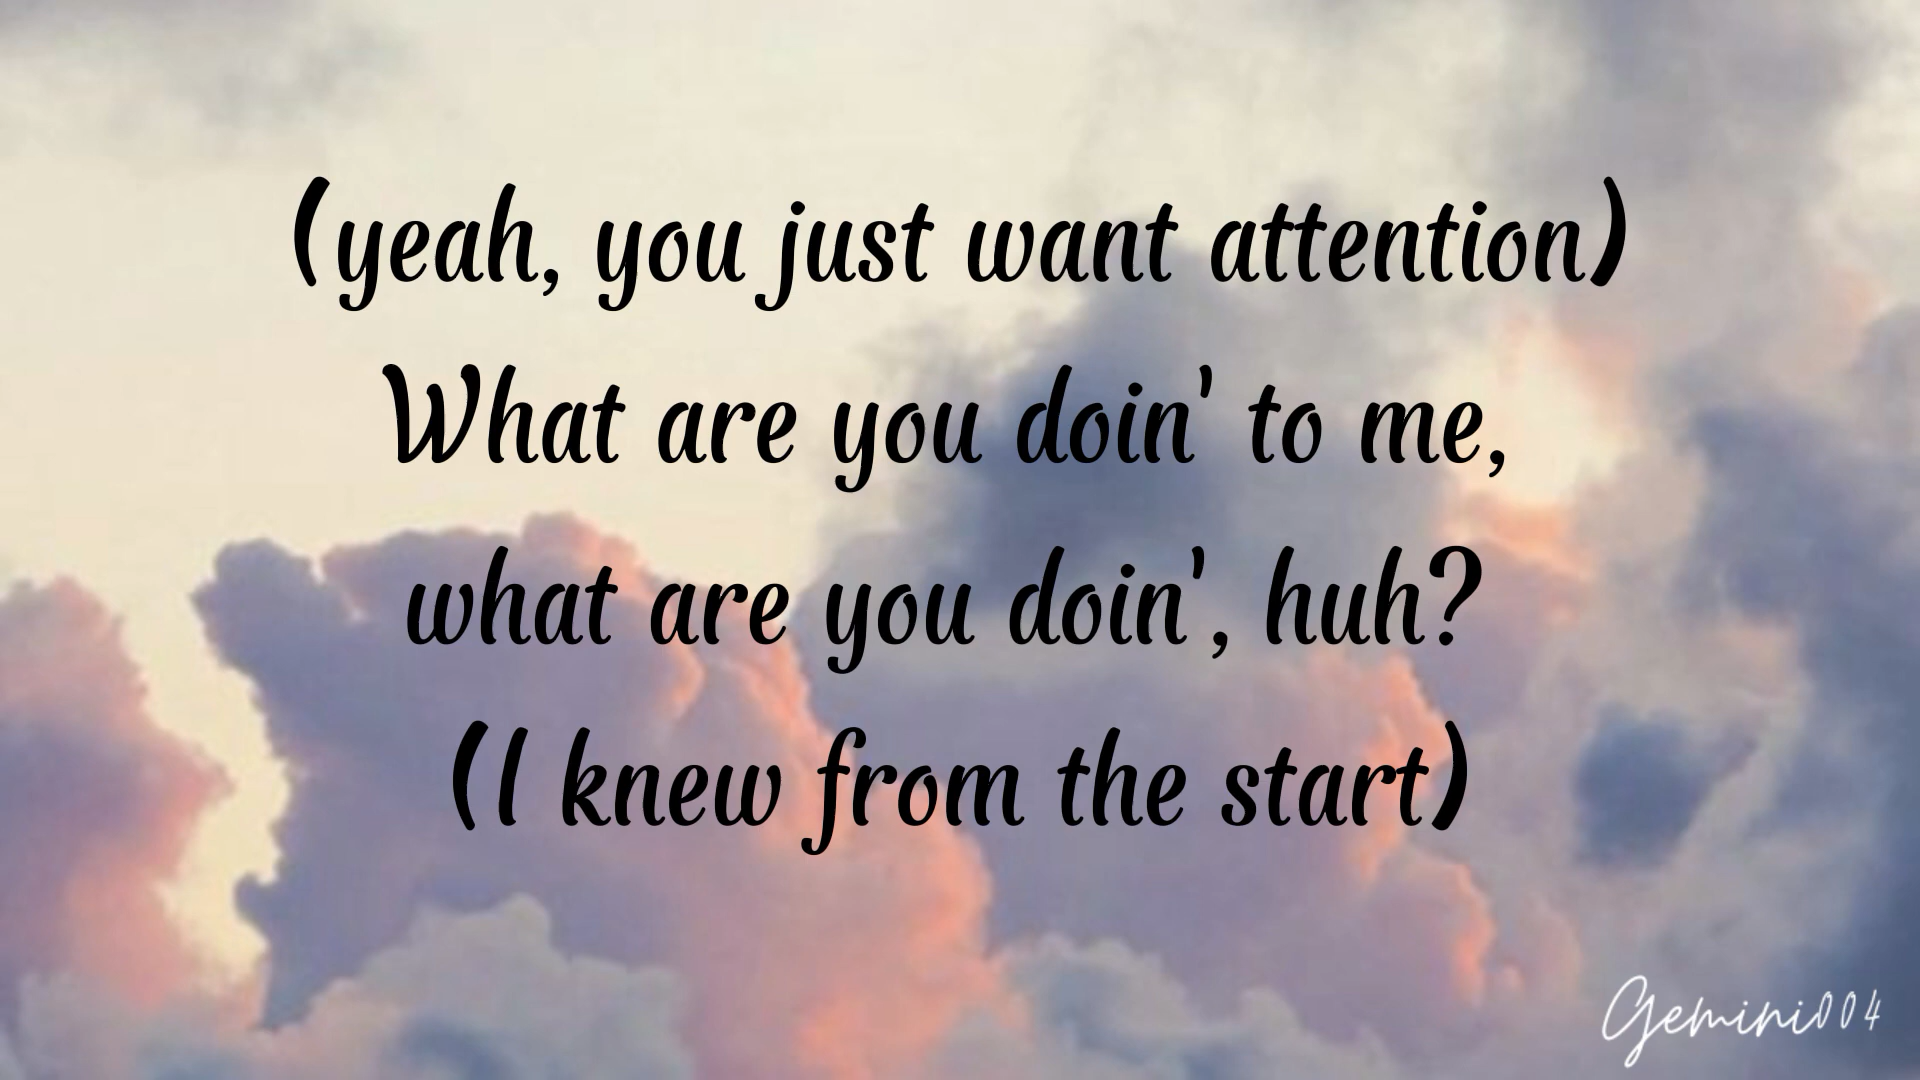 (yeah, you just want attention)
What are you doin' to me,
what are you doin', huh?
(I knew from the start)
Gemini004